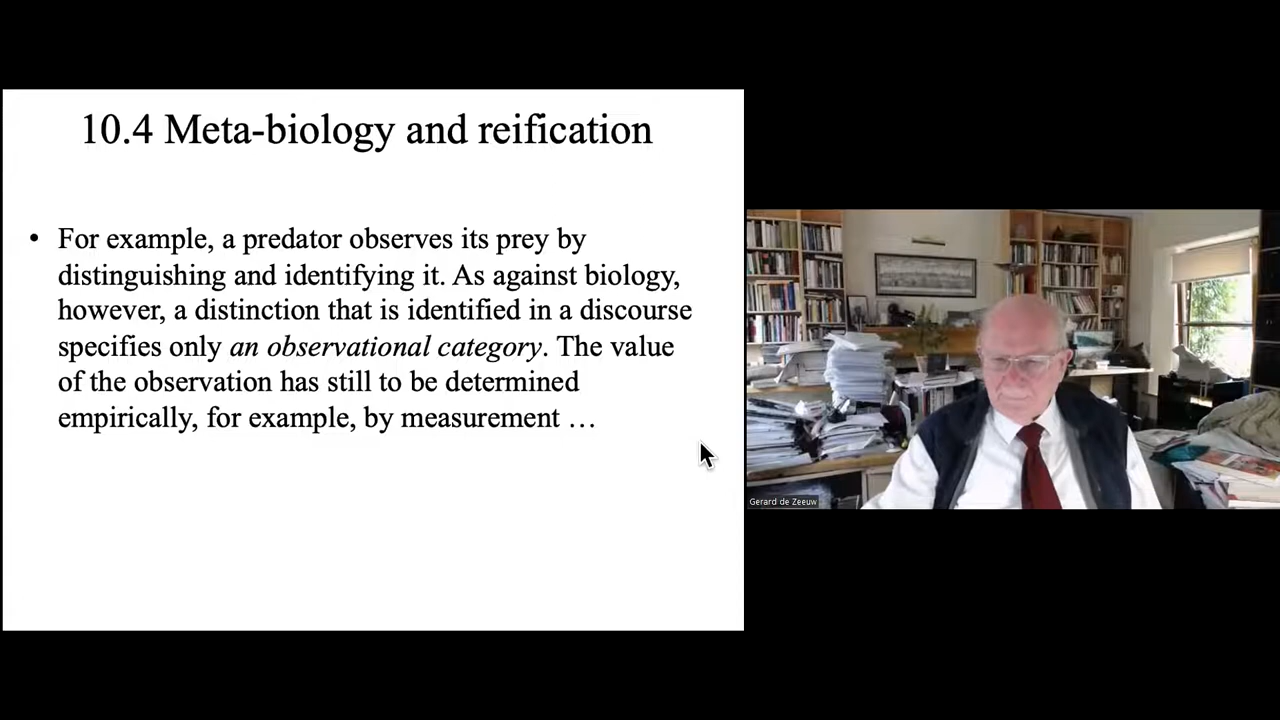 10.4 Meta-biology and reification
• For example, a predator observes its prey by
distinguishing and identifying it. As against biology,
however, a distinction that is identified in a discourse
specifies only an observational category. The value
of the observation has still to be determined
empirically, for example, by measurement …
Gerard de Zeeuw